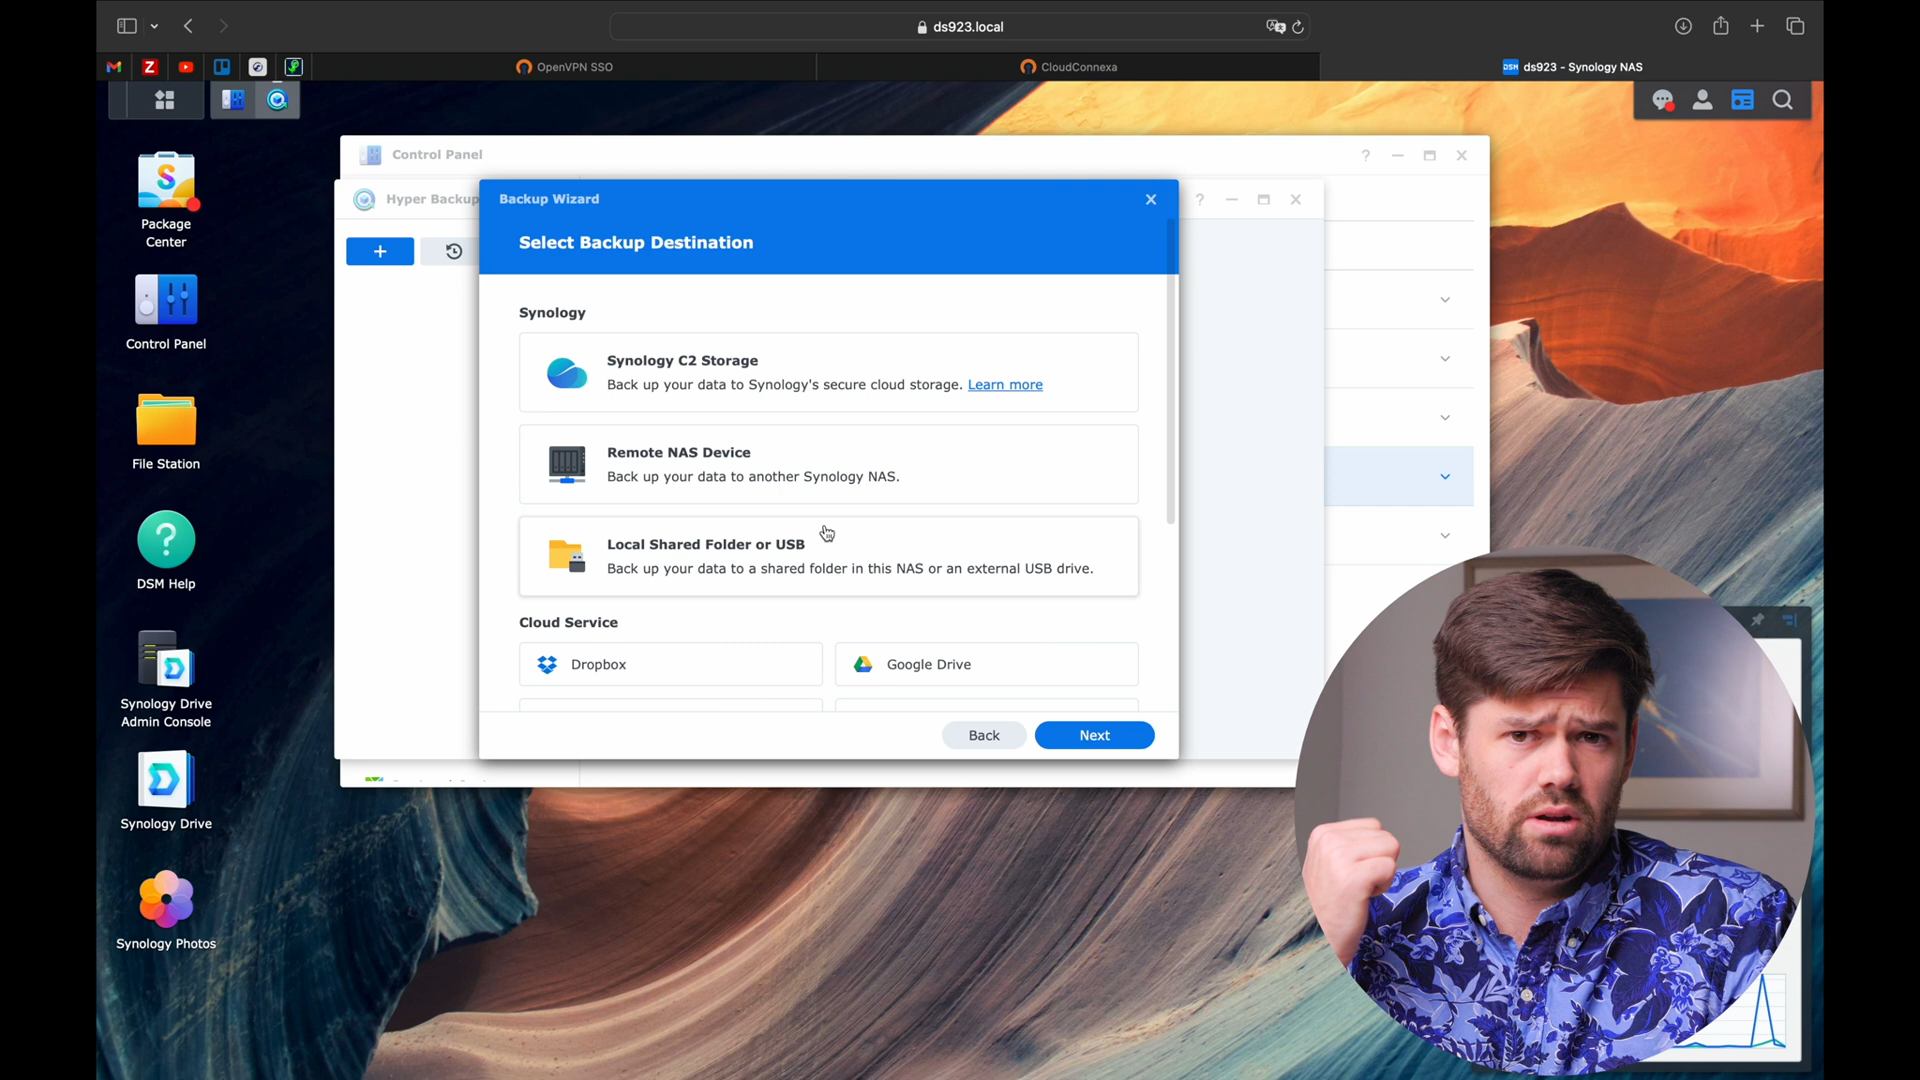 ds923.local
OpenVPN SSO
CloudConnexa
DSM
ds923 - Synology NAS
Package
Center
Control Panel
File Station
DSM Help
Synology Drive
Admin Console
Synology Drive
Synology Photos
Control Panel
Hyper Backup
Backup Wizard
Select Backup Destination
Synology
Synology C2 Storage
Back up your data to Synology's secure cloud storage. Learn more
Remote NAS Device
Back up your data to another Synology NAS.
Local Shared Folder or USB
Back up your data to a shared folder in this NAS or an external USB drive.
Cloud Service
Dropbox
Google Drive
Back
Next